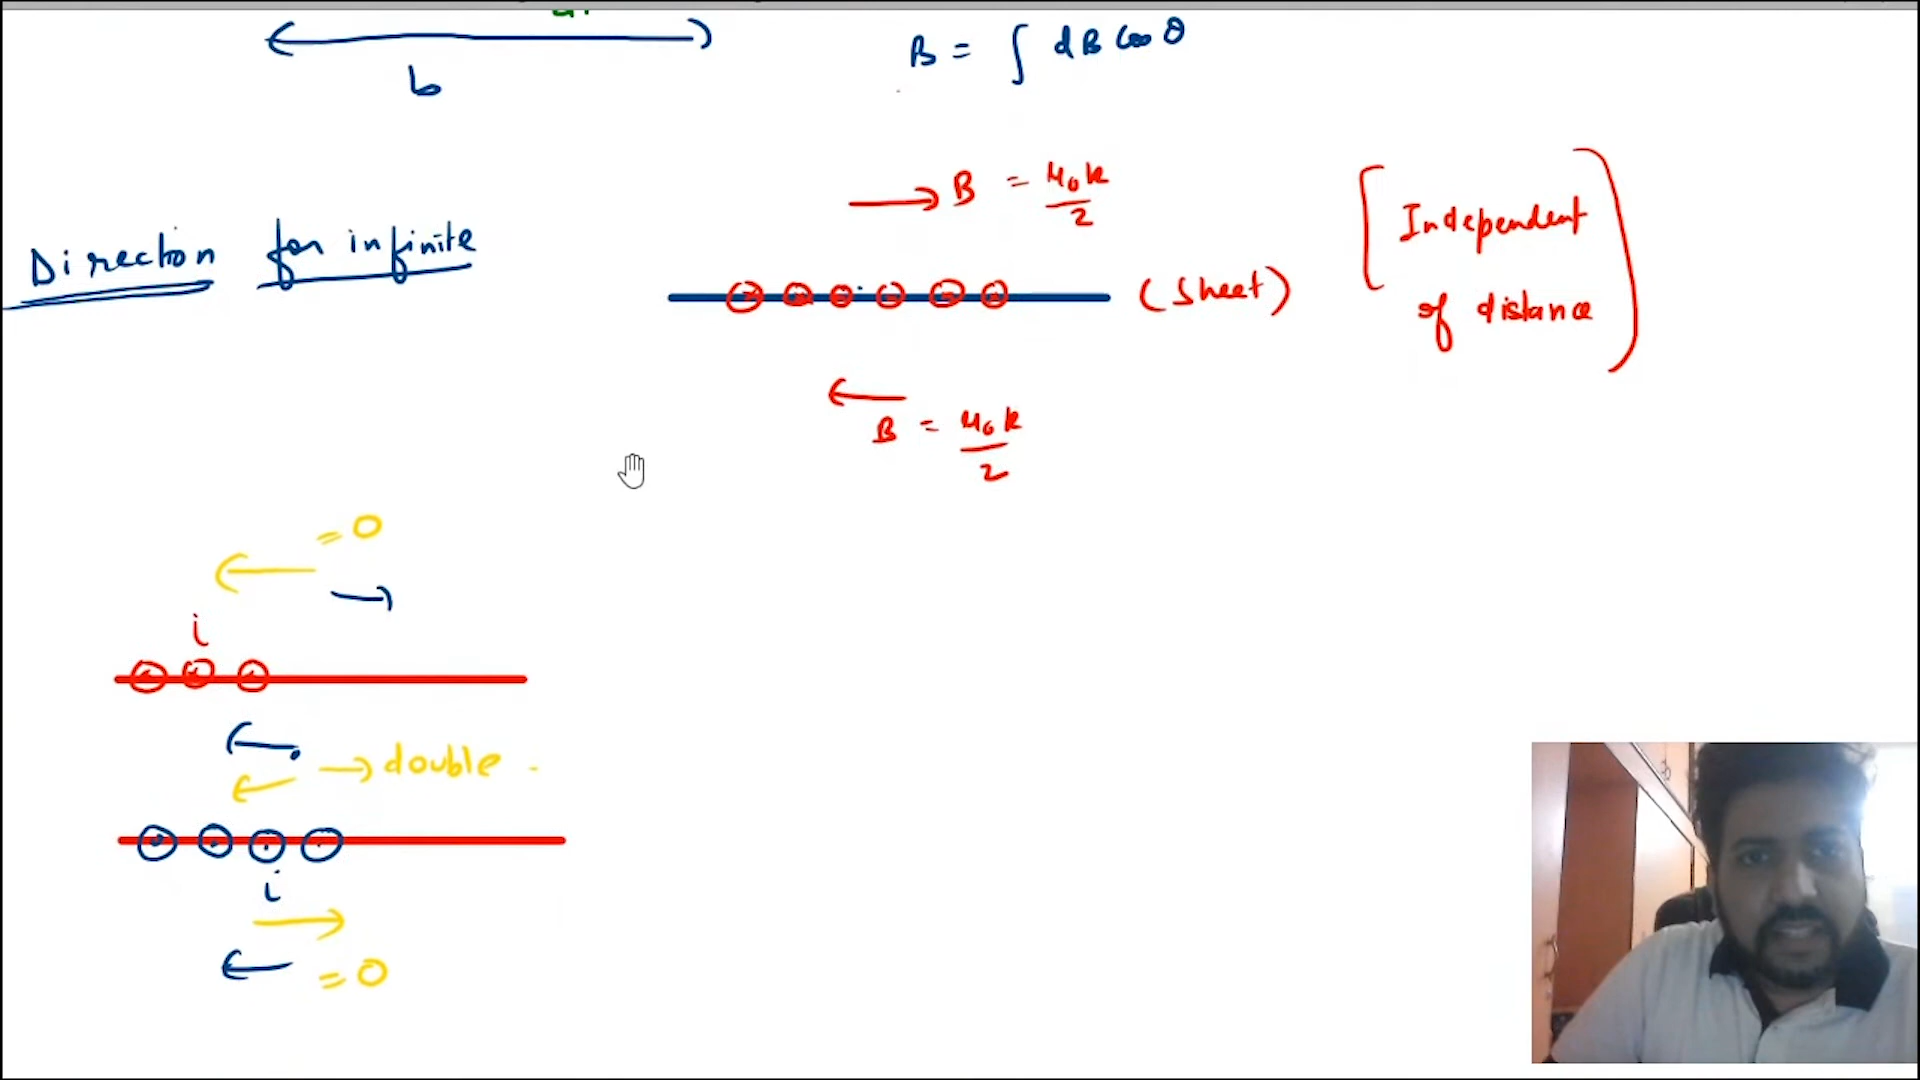 b
B = ∫ dB cos θ
→ B = μ₀k/2
Direction for infinite
(Sheet)
[Independent
of distance]
← B = μ₀k/2
= 0
i
→ double
i
= 0